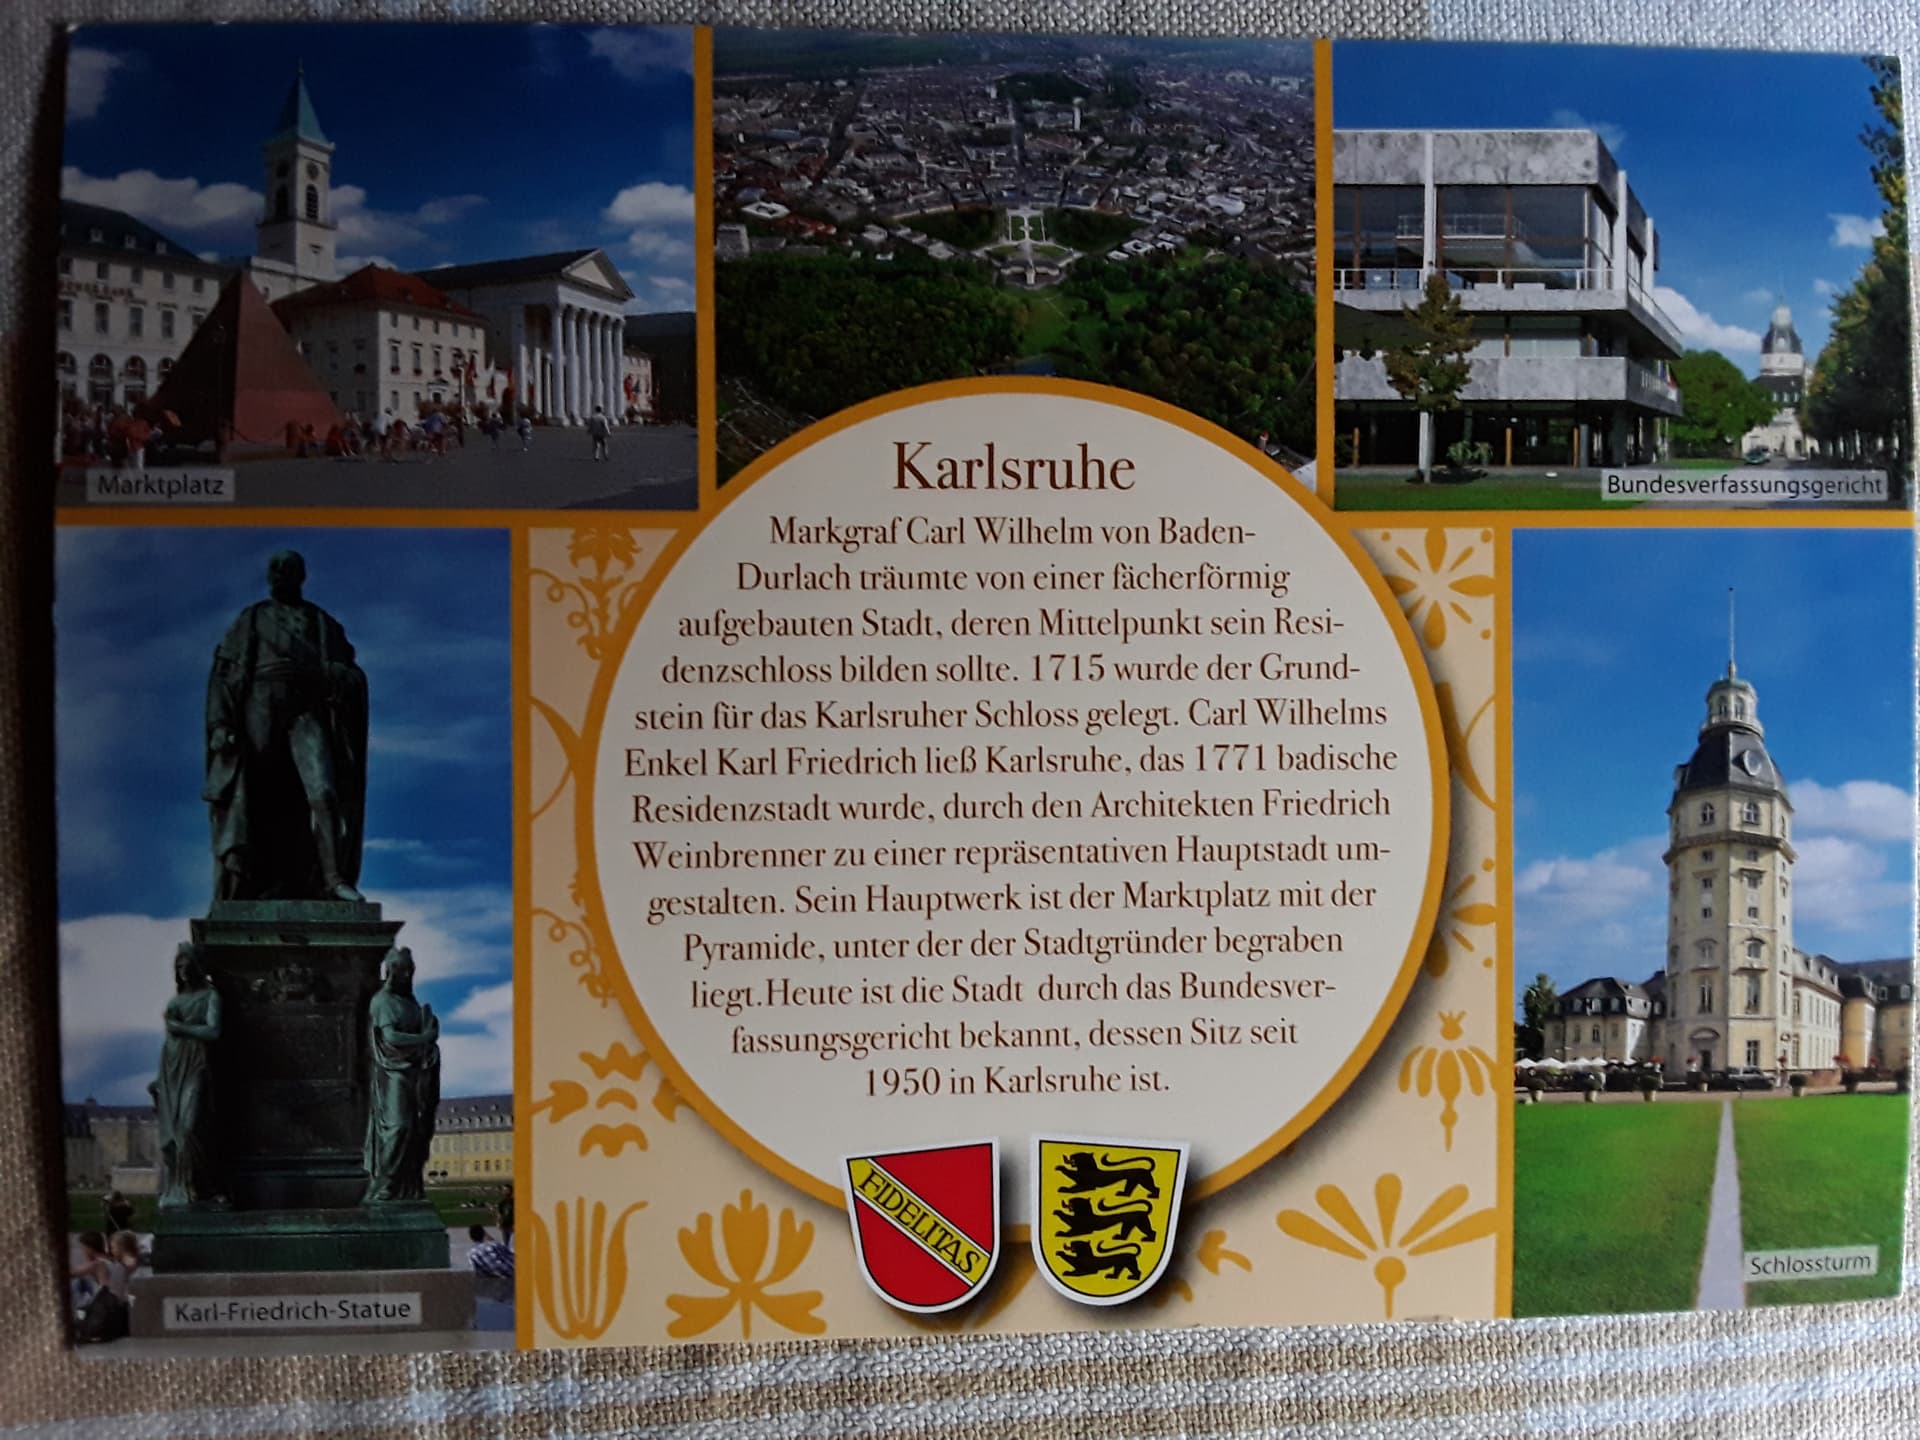 Marktplatz
Bundesverfassungsgericht
Karlsruhe
Markgraf Carl Wilhelm von Baden-
Durlach träumte von einer fächerförmig
aufgebauten Stadt, deren Mittelpunkt sein Resi-
denzschloss bilden sollte. 1715 wurde der Grund-
stein für das Karlsruher Schloss gelegt. Carl Wilhelms
Enkel Karl Friedrich ließ Karlsruhe, das 1771 badische
Residenzstadt wurde, durch den Architekten Friedrich
Weinbrenner zu einer repräsentativen Hauptstadt um-
gestalten. Sein Hauptwerk ist der Marktplatz mit der
Pyramide, unter der der Stadtgründer begraben
liegt.Heute ist die Stadt durch das Bundesver-
fassungsgericht bekannt, dessen Sitz seit
1950 in Karlsruhe ist.
FIDELITAS
Karl-Friedrich-Statue
Schlossturm